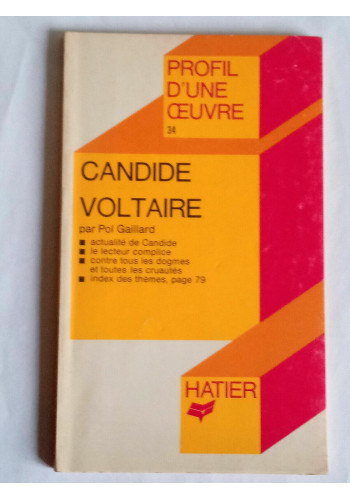 PROFIL
D'UNE
ŒUVRE
34
CANDIDE
VOLTAIRE
par Pol Gaillard
■ actualité de Candide
■ le lecteur complice
■ contre tous les dogmes
et toutes les cruautés
■ index des thèmes, page 79
HATIER